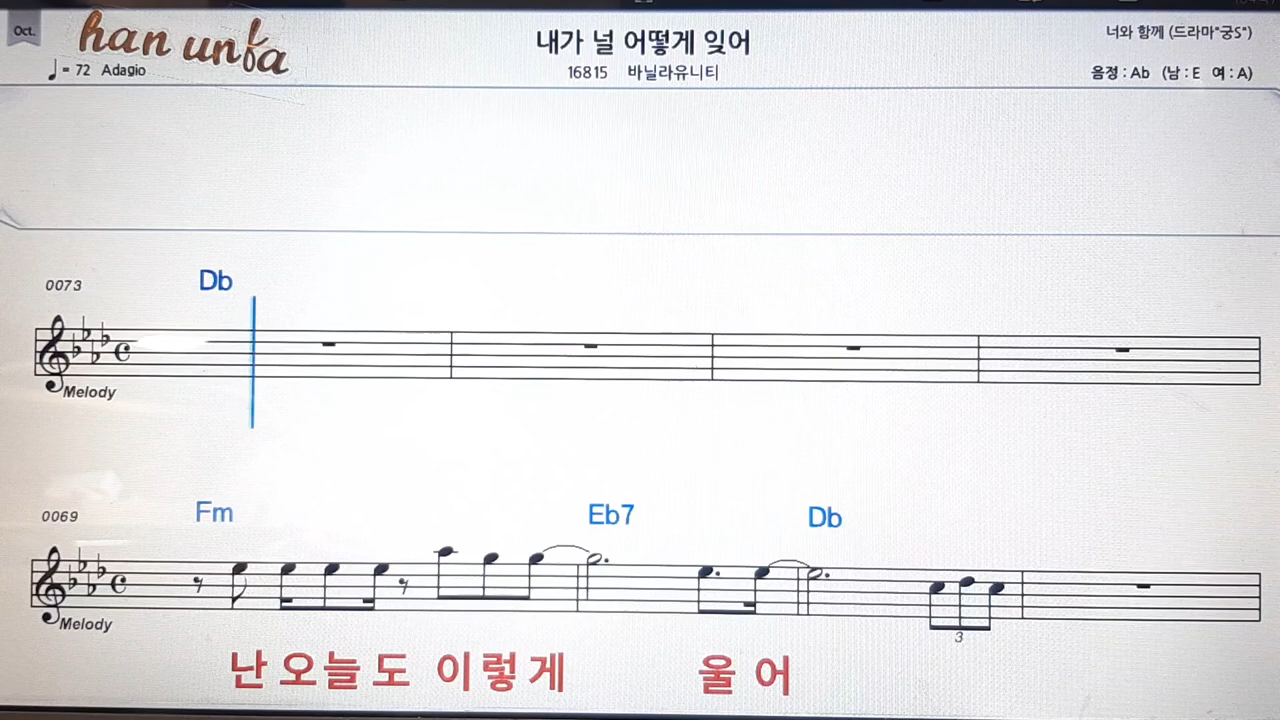 Oct.
han unfa
♩= 72 Adagio
내가 널 어떻게 잊어
16815 바닐라유니티
너와 함께 (드라마"궁S")
음정 : Ab (남 : E 여 : A)
0073
Db
Melody
0069
Fm Eb7 Db
3
Melody
난 오늘도 이렇게 울어